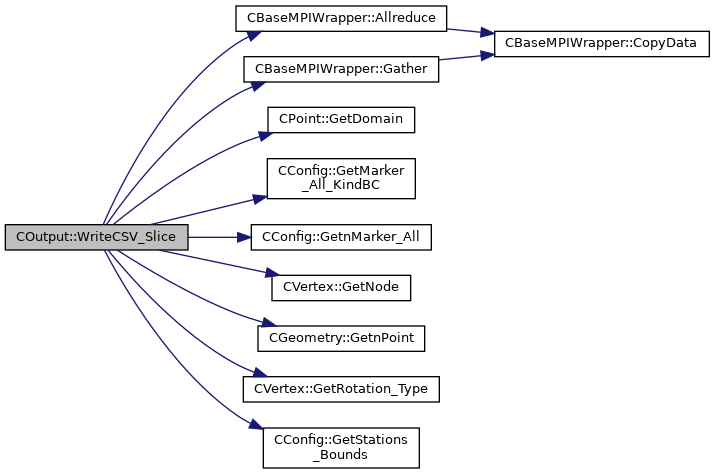 CBaseMPIWrapper::Allreduce
CBaseMPIWrapper::CopyData
CBaseMPIWrapper::Gather
CPoint::GetDomain
CConfig::GetMarker
_All_KindBC
COutput::WriteCSV_Slice
CConfig::GetnMarker_All
CVertex::GetNode
CGeometry::GetnPoint
CVertex::GetRotation_Type
CConfig::GetStations
_Bounds